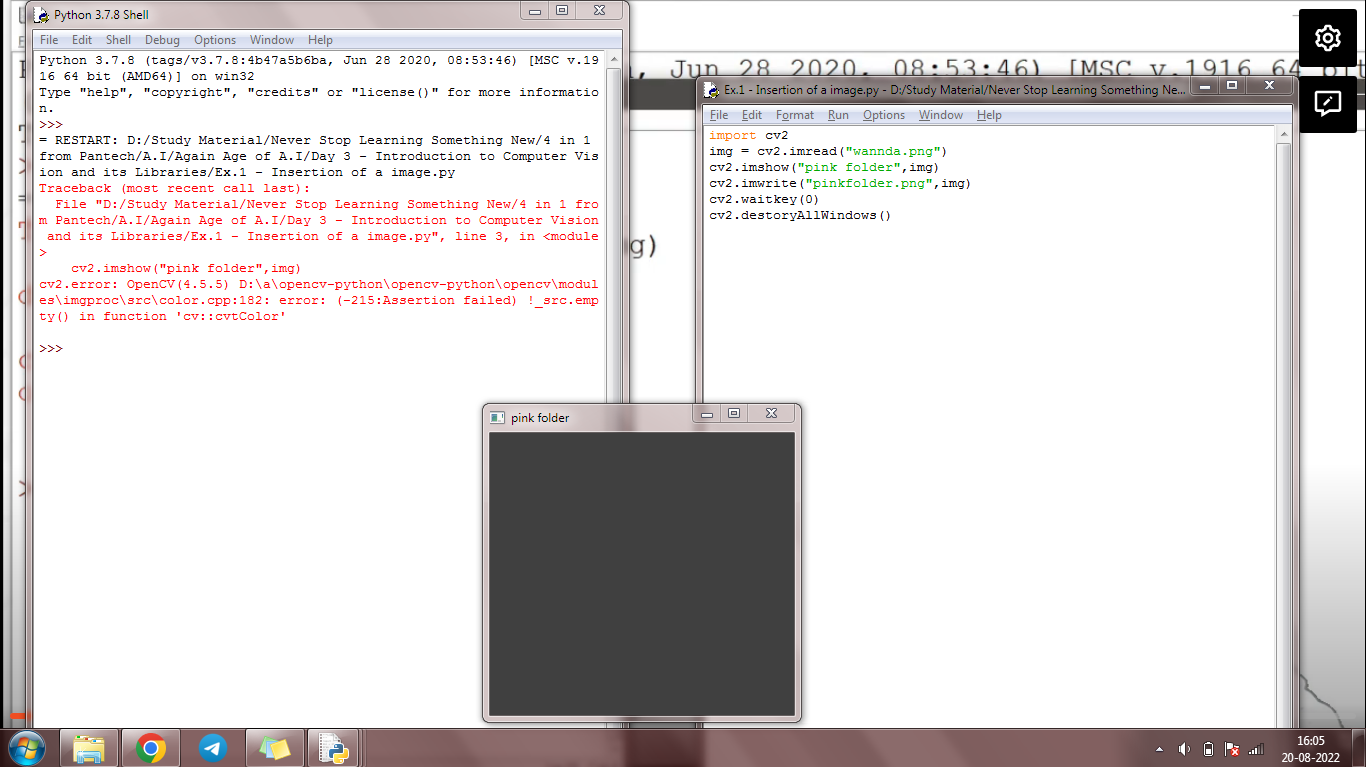 Python 3.7.8 Shell
File Edit Shell Debug Options Window Help
Python 3.7.8 (tags/v3.7.8:4b47a5b6ba, Jun 28 2020, 08:53:46) [MSC v.19
16 64 bit (AMD64)] on win32
Type "help", "copyright", "credits" or "license()" for more informatio
n.
>>>
= RESTART: D:/Study Material/Never Stop Learning Something New/4 in 1
from Pantech/A.I/Again Age of A.I/Day 3 - Introduction to Computer Vis
ion and its Libraries/Ex.1 - Insertion of a image.py
Traceback (most recent call last):
  File "D:/Study Material/Never Stop Learning Something New/4 in 1 fro
m Pantech/A.I/Again Age of A.I/Day 3 - Introduction to Computer Vision
 and its Libraries/Ex.1 - Insertion of a image.py", line 3, in <module
>
    cv2.imshow("pink folder",img)
cv2.error: OpenCV(4.5.5) D:\a\opencv-python\opencv-python\opencv\modul
es\imgproc\src\color.cpp:182: error: (-215:Assertion failed) !_src.emp
ty() in function 'cv::cvtColor'
>>>
, Jun 28 2020, 08:53:46) [MSC v.1916 64 bit
g)
Ex.1 - Insertion of a image.py - D:/Study Material/Never Stop Learning Something Ne...
File Edit Format Run Options Window Help
import cv2
img = cv2.imread("wannda.png")
cv2.imshow("pink folder",img)
cv2.imwrite("pinkfolder.png",img)
cv2.waitkey(0)
cv2.destoryAllWindows()
pink folder
16:05
20-08-2022